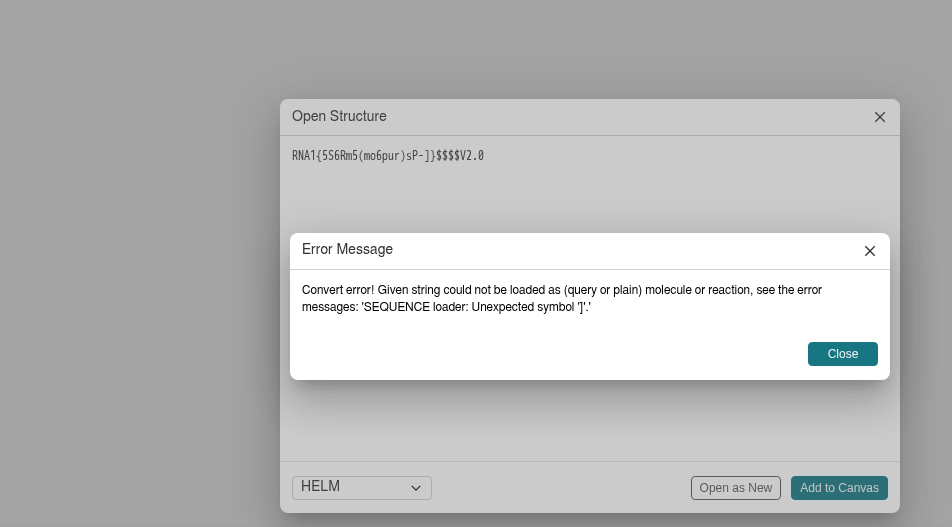 Open Structure
RNA1{5S6Rm5(mo6pur)sP-]}$$$$V2.0
Error Message
Convert error! Given string could not be loaded as (query or plain) molecule or reaction, see the error
messages: 'SEQUENCE loader: Unexpected symbol ']'.'
Close
HELM
Open as New
Add to Canvas